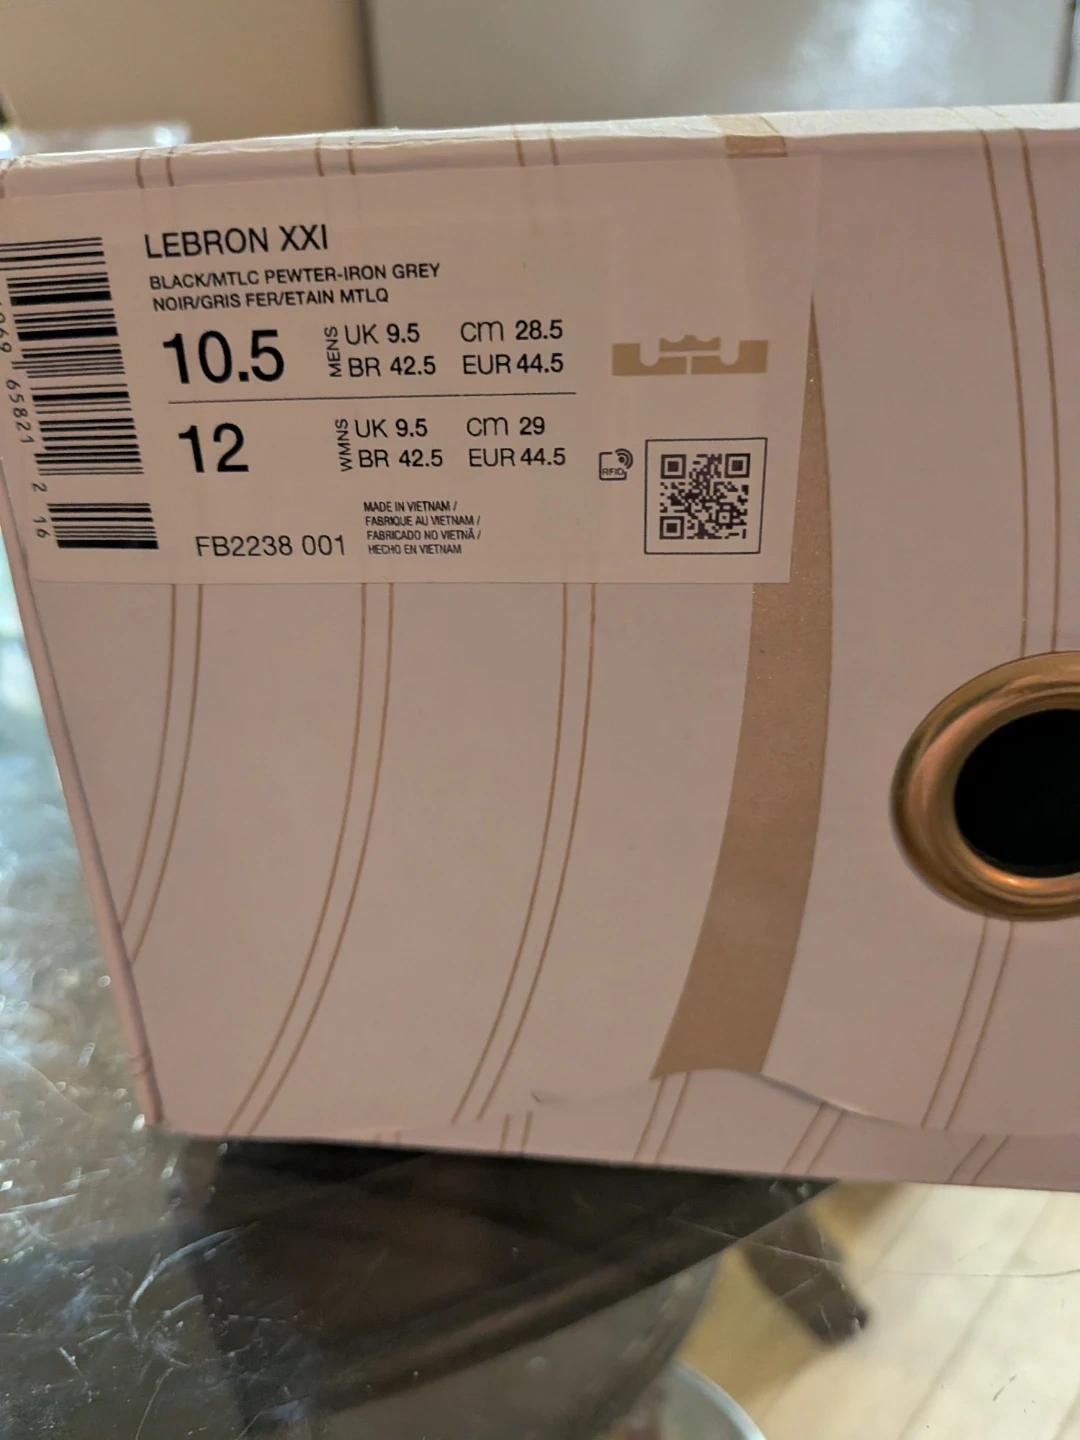 LEBRON XXI
BLACK/MTLC PEWTER-IRON GREY
NOIR/GRIS FER/ETAIN MTLQ
10.5 MENS UK 9.5 cm 28.5
BR 42.5 EUR 44.5
12 WMNS UK 9.5 cm 29
BR 42.5 EUR 44.5
RFID
MADE IN VIETNAM /
FABRIQUE AU VIETNAM /
FABRICADO NO VIETNÃ /
HECHO EN VIETNAM
FB2238 001
65821 2 16